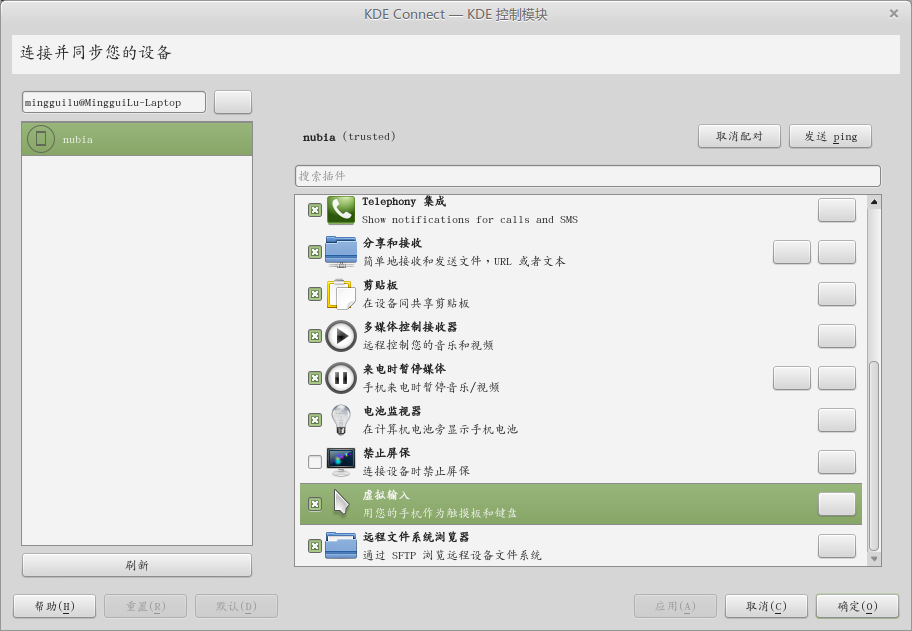 KDE Connect — KDE 控制模块
连接并同步您的设备
mingguilu@MingguiLu-Laptop
nubia
nubia (trusted)
取消配对
发送 ping
搜索插件
Telephony 集成
Show notifications for calls and SMS
分享和接收
简单地接收和发送文件，URL 或者文本
剪贴板
在设备间共享剪贴板
多媒体控制接收器
远程控制您的音乐和视频
来电时暂停媒体
手机来电时暂停音乐/视频
电池监视器
在计算机电池旁显示手机电池
禁止屏保
连接设备时禁止屏保
虚拟输入
用您的手机作为触摸板和键盘
远程文件系统浏览器
通过 SFTP 浏览远程设备文件系统
刷新
帮助(H)
重置(R)
默认(D)
应用(A)
取消(C)
确定(O)